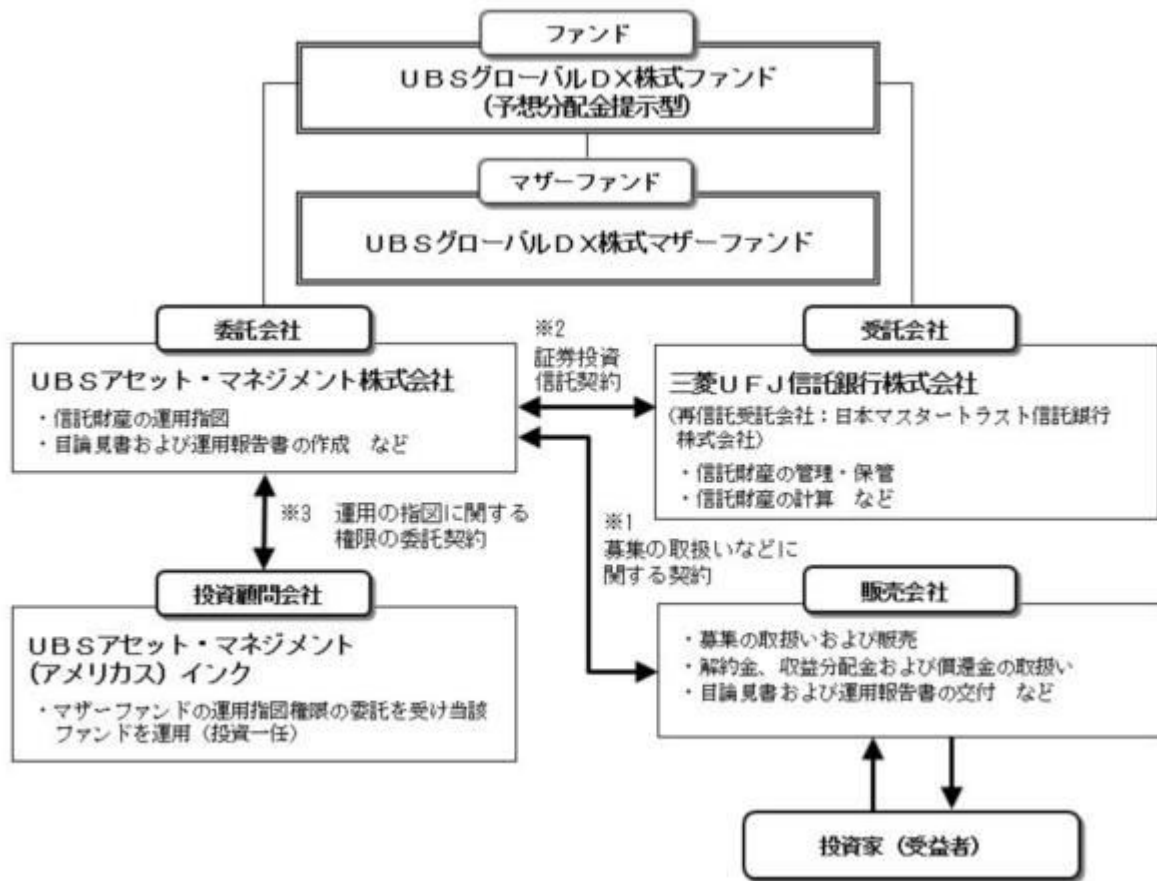 ファンド
UBSグローバルDX株式ファンド
(予想分配金提示型)
マザーファンド
UBSグローバルDX株式マザーファンド
委託会社
UBSアセット・マネジメント株式会社
・信託財産の運用指図
・目論見書および運用報告書の作成 など
※2
証券投資
信託契約
受託会社
三菱UFJ信託銀行株式会社
(再信託受託会社:日本マスタートラスト信託銀行
株式会社)
・信託財産の管理・保管
・信託財産の計算 など
※3 運用の指図に関する
権限の委託契約
※1
募集の取扱いなどに
関する契約
投資顧問会社
UBSアセット・マネジメント
(アメリカス)インク
・マザーファンドの運用指図権限の委託を受け当該
ファンドを運用(投資一任)
販売会社
・募集の取扱いおよび販売
・解約金、収益分配金および償還金の取扱い
・目論見書および運用報告書の交付 など
投資家(受益者)